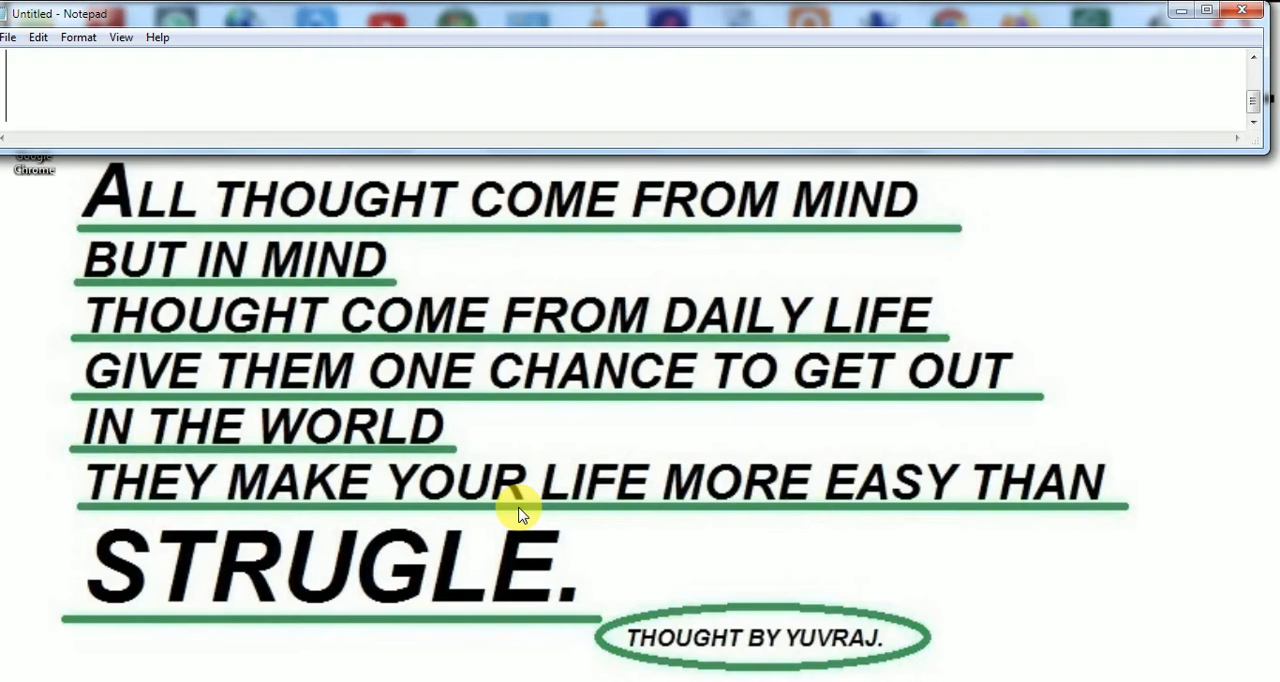 Untitled - Notepad
File Edit Format View Help
Google
Chrome
ALL THOUGHT COME FROM MIND
BUT IN MIND
THOUGHT COME FROM DAILY LIFE
GIVE THEM ONE CHANCE TO GET OUT
IN THE WORLD
THEY MAKE YOUR LIFE MORE EASY THAN
STRUGLE.
THOUGHT BY YUVRAJ.